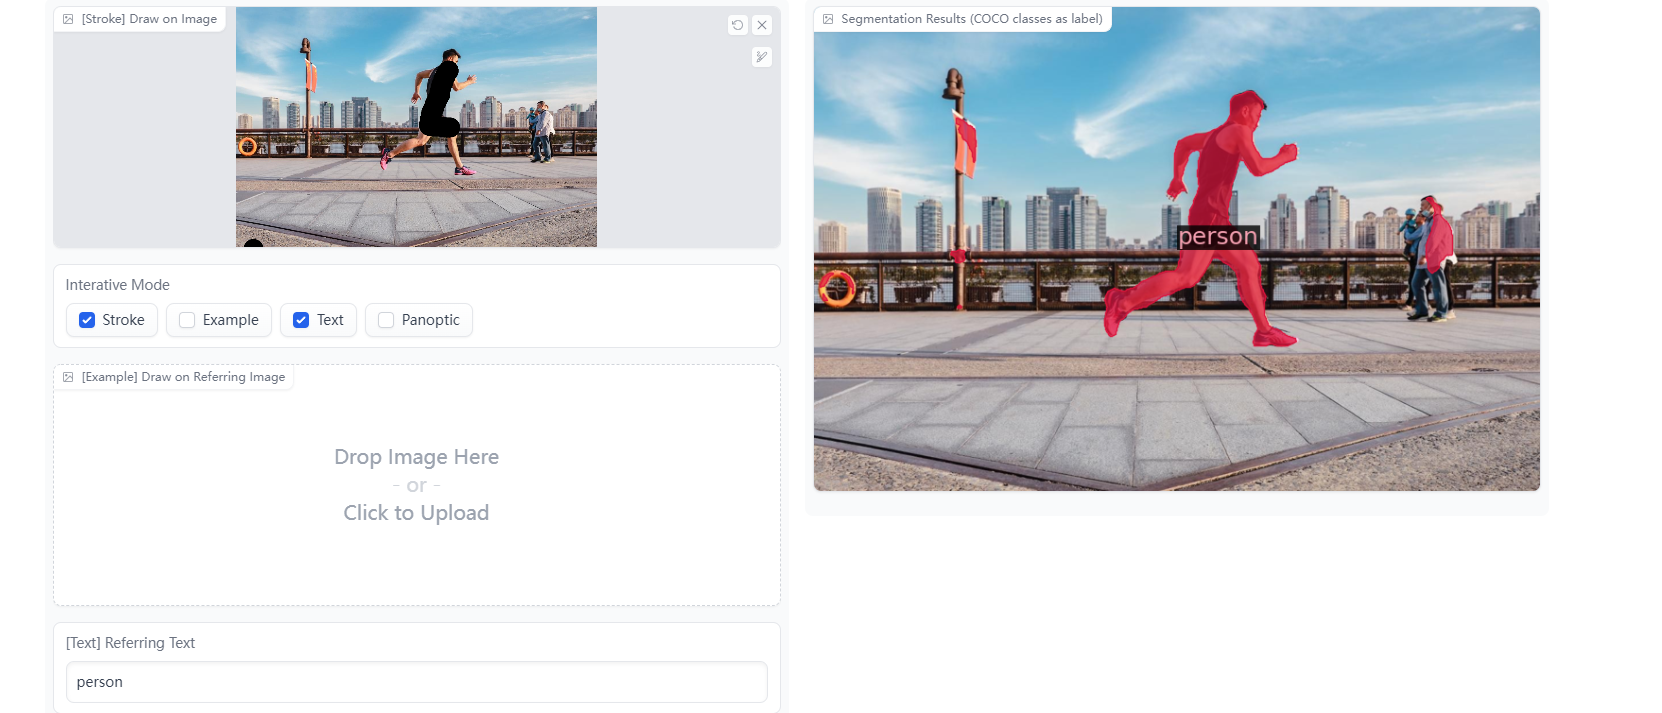 [Stroke] Draw on Image
Interative Mode
Stroke
Example
Text
Panoptic
[Example] Draw on Referring Image
Drop Image Here
- or -
Click to Upload
[Text] Referring Text
person
Segmentation Results (COCO classes as label)
person